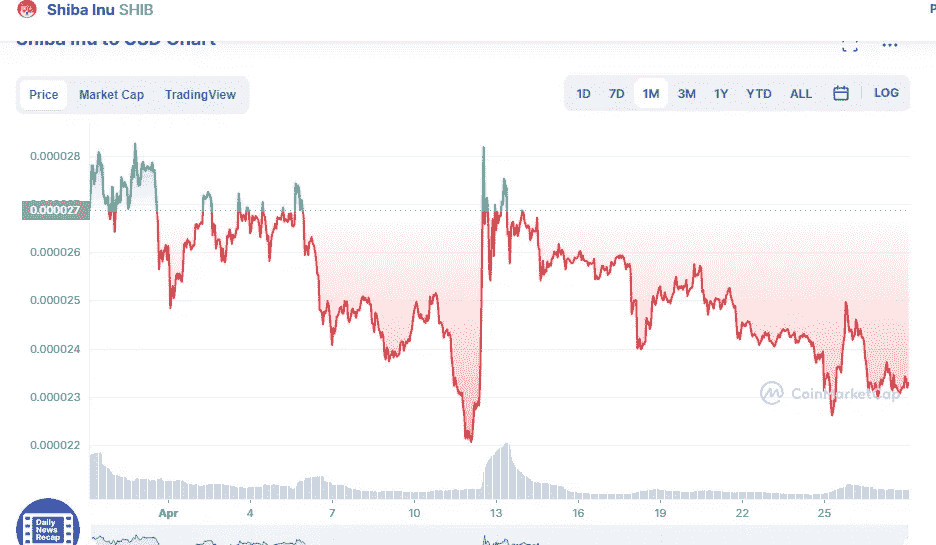 Shiba Inu SHIB
P
Shiba Inu to USD Chart
Price Market Cap TradingView
1D 7D 1M 3M 1Y YTD ALL LOG
0.000028
0.000027
0.000026
0.000025
0.000024
0.000023
0.000022
CoinMarketCap
Apr 4 7 10 13 16 19 22 25
Daily
News
Recap